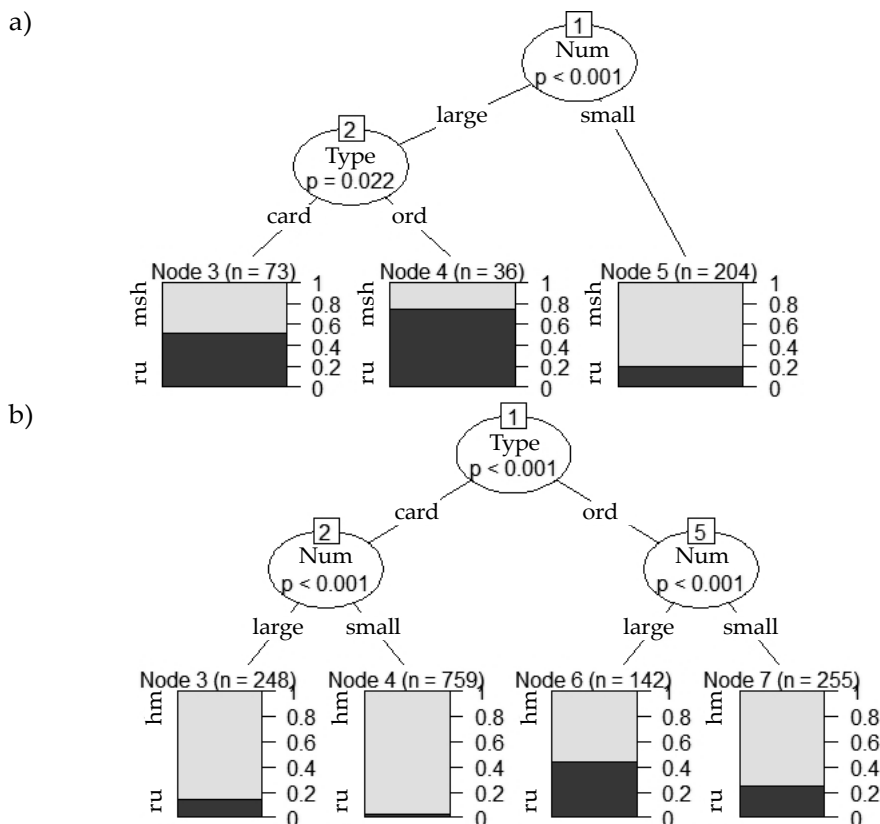 a)
1
Num
p < 0.001
large small
2
Type
p = 0.022
card ord
Node 3 (n = 73) Node 4 (n = 36) Node 5 (n = 204)
msh ru 1 0.8 0.6 0.4 0.2 0
msh ru 1 0.8 0.6 0.4 0.2 0
msh ru 1 0.8 0.6 0.4 0.2 0
b)
1
Type
p < 0.001
card ord
2 5
Num Num
p < 0.001 p < 0.001
large small large small
Node 3 (n = 248) Node 4 (n = 759) Node 6 (n = 142) Node 7 (n = 255)
hm ru 1 0.8 0.6 0.4 0.2 0
hm ru 1 0.8 0.6 0.4 0.2 0
hm ru 1 0.8 0.6 0.4 0.2 0
hm ru 1 0.8 0.6 0.4 0.2 0